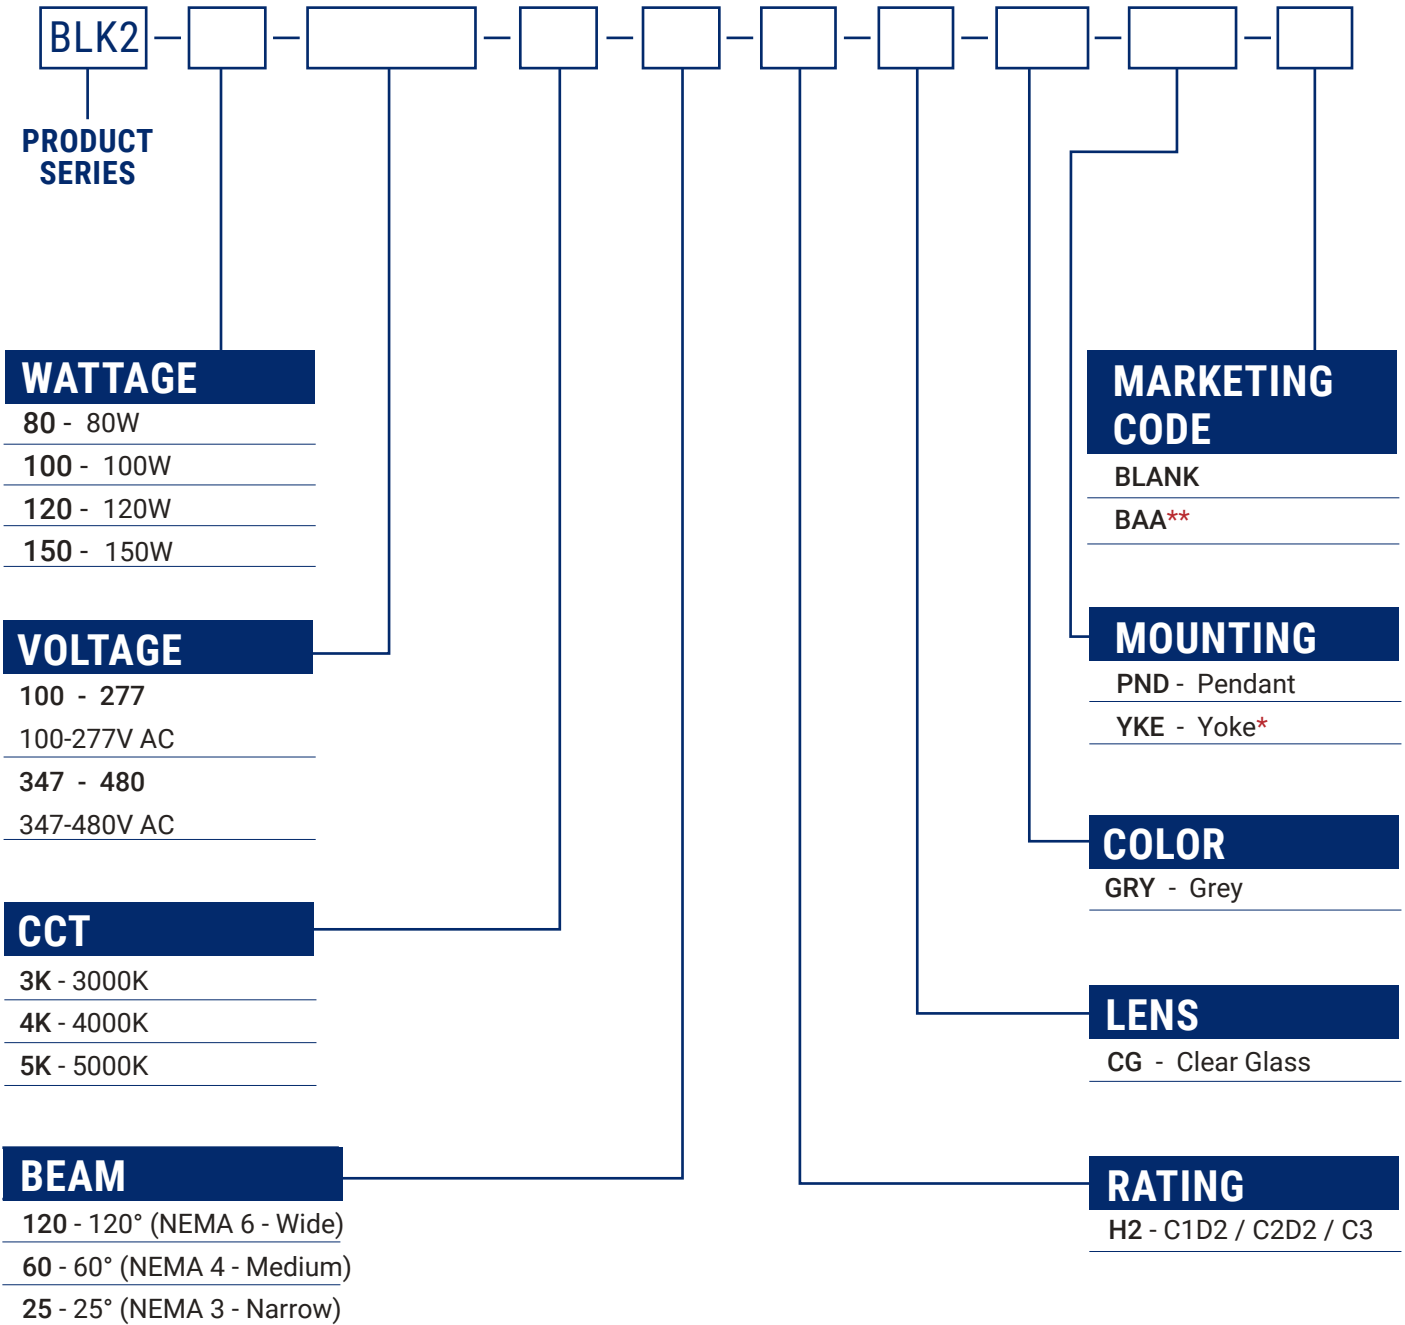 BLK2
PRODUCT
SERIES
WATTAGE
80 - 80W
100 - 100W
120 - 120W
150 - 150W
VOLTAGE
100 - 277
100-277V AC
347 - 480
347-480V AC
CCT
3K - 3000K
4K - 4000K
5K - 5000K
BEAM
120 - 120° (NEMA 6 - Wide)
60 - 60° (NEMA 4 - Medium)
25 - 25° (NEMA 3 - Narrow)
MARKETING
CODE
BLANK
BAA**
MOUNTING
PND - Pendant
YKE - Yoke*
COLOR
GRY - Grey
LENS
CG - Clear Glass
RATING
H2 - C1D2 / C2D2 / C3